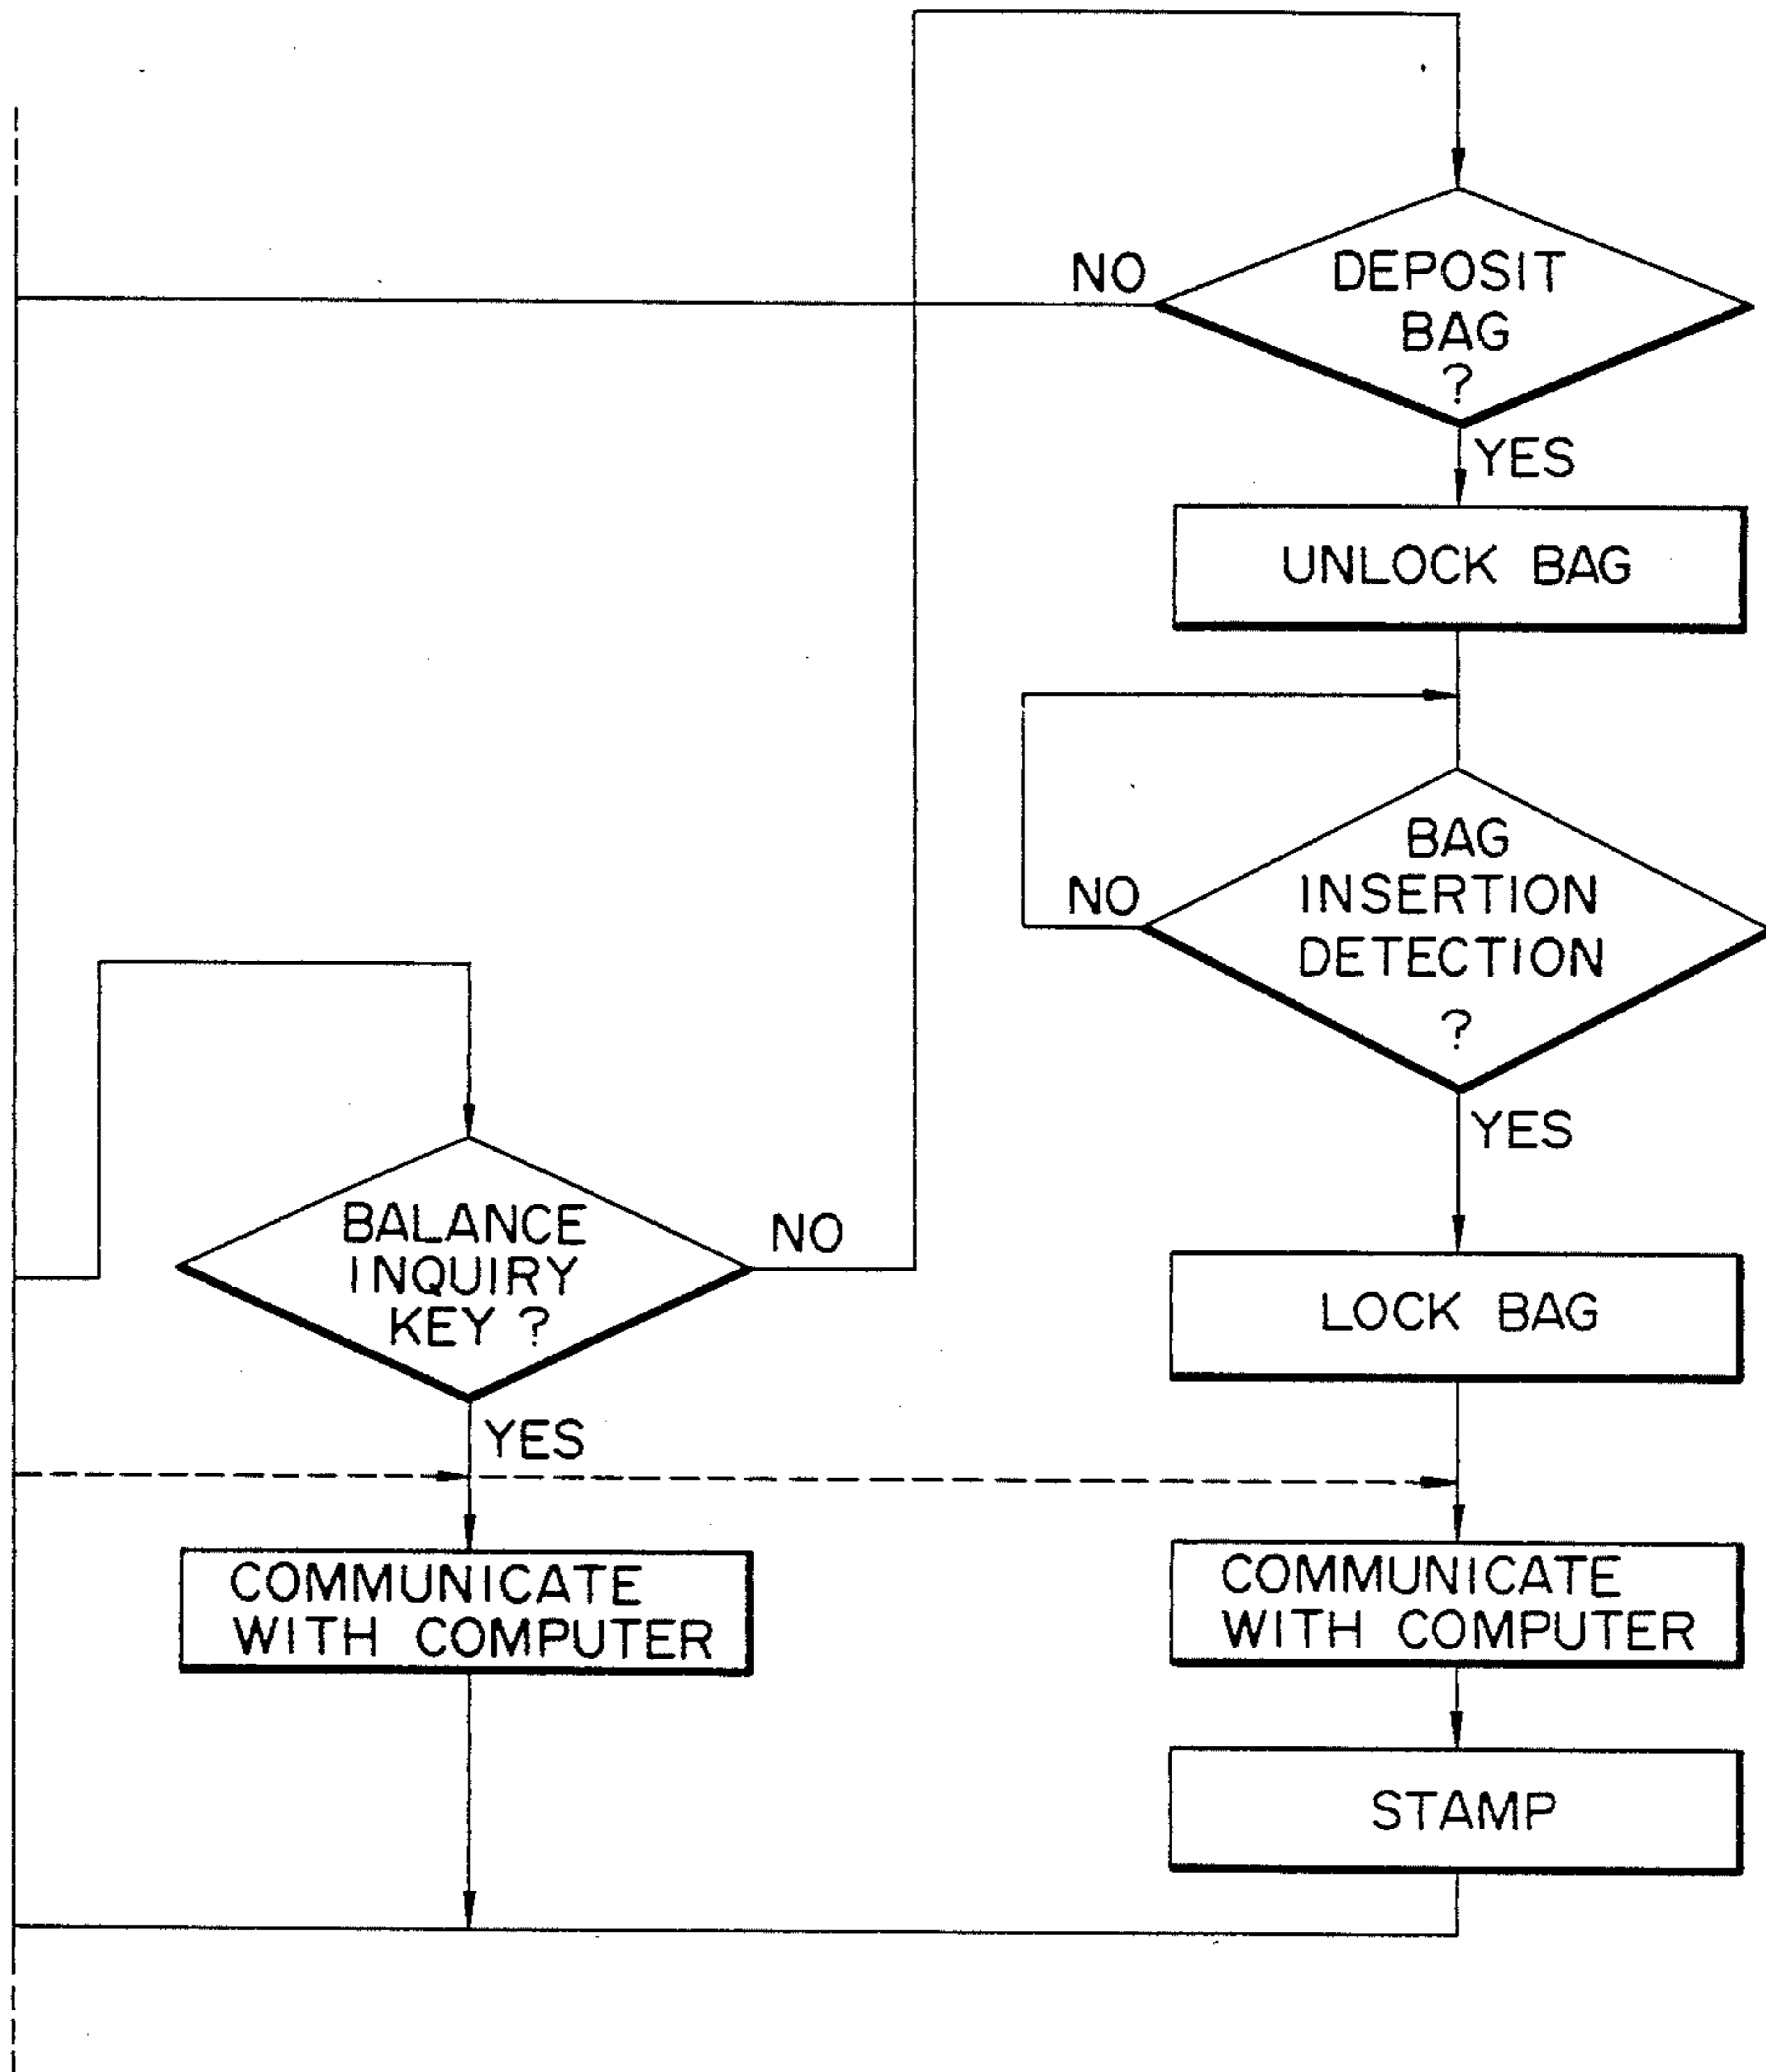 NO
DEPOSIT
BAG
?
YES
UNLOCK BAG
BAG
INSERTION
DETECTION
?
NO
YES
BALANCE
INQUIRY
KEY ?
NO
YES
LOCK BAG
COMMUNICATE
WITH COMPUTER
COMMUNICATE
WITH COMPUTER
STAMP